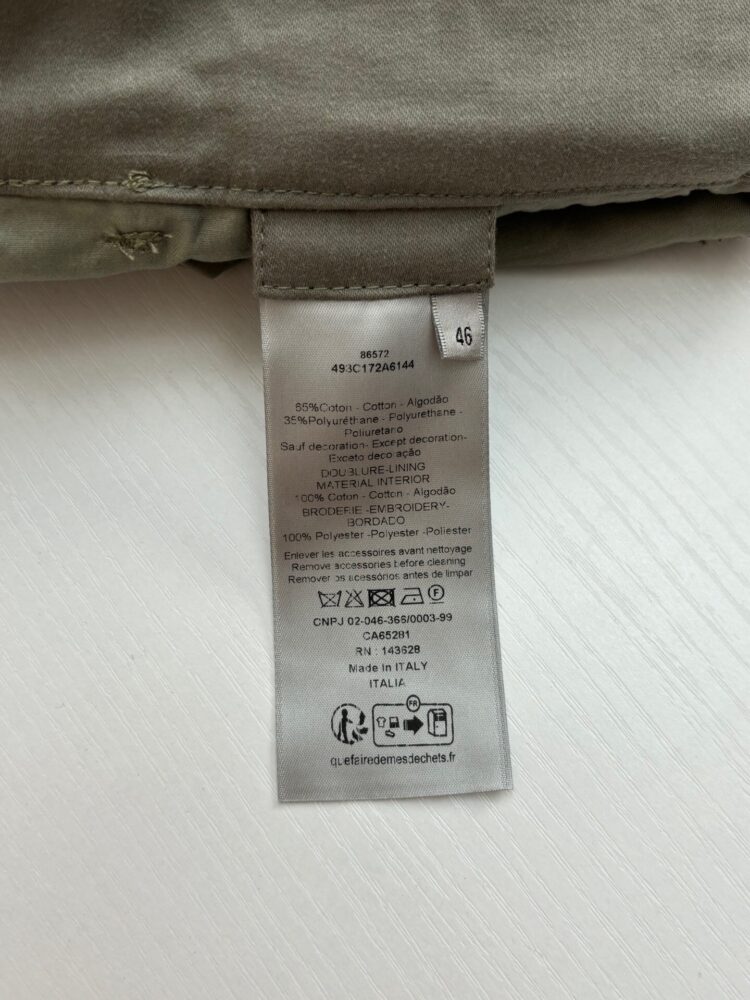 46
86572
493C172A6144
65%Coton - Cotton - Algodão
35%Polyuréthane - Polyurethane -
Poliuretano
Sauf decoration- Except decoration-
Exceto decoração
DOUBLURE-LINING
MATERIAL INTERIOR
100% Coton - Cotton - Algodão
BRODERIE -EMBROIDERY-
BORDADO
100% Polyester -Polyester -Poliester
Enlever les accessoires avant nettoyage
Remove accessories before cleaning
Remover os acessórios antes de limpar
F
CNPJ 02-046-366/0003-99
CA65281
RN : 143628
Made in ITALY
ITALIA
FR
quefairedemesdechets.fr